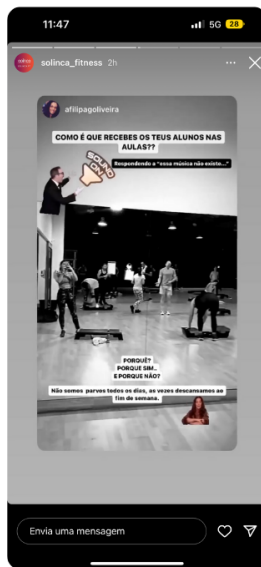 11:47
5G 28
solinca_fitness 2h
afilipagoliveira
COMO É QUE RECEBES OS TEUS ALUNOS NAS
AULAS??
SOUND
ON
Respondendo a "essa música não existe..."
PORQUÊ?
PORQUE SIM..
E PORQUE NÃO?
Não somos parvos todos os dias, as vezes descansamos ao
fim de semana.
Envia uma mensagem